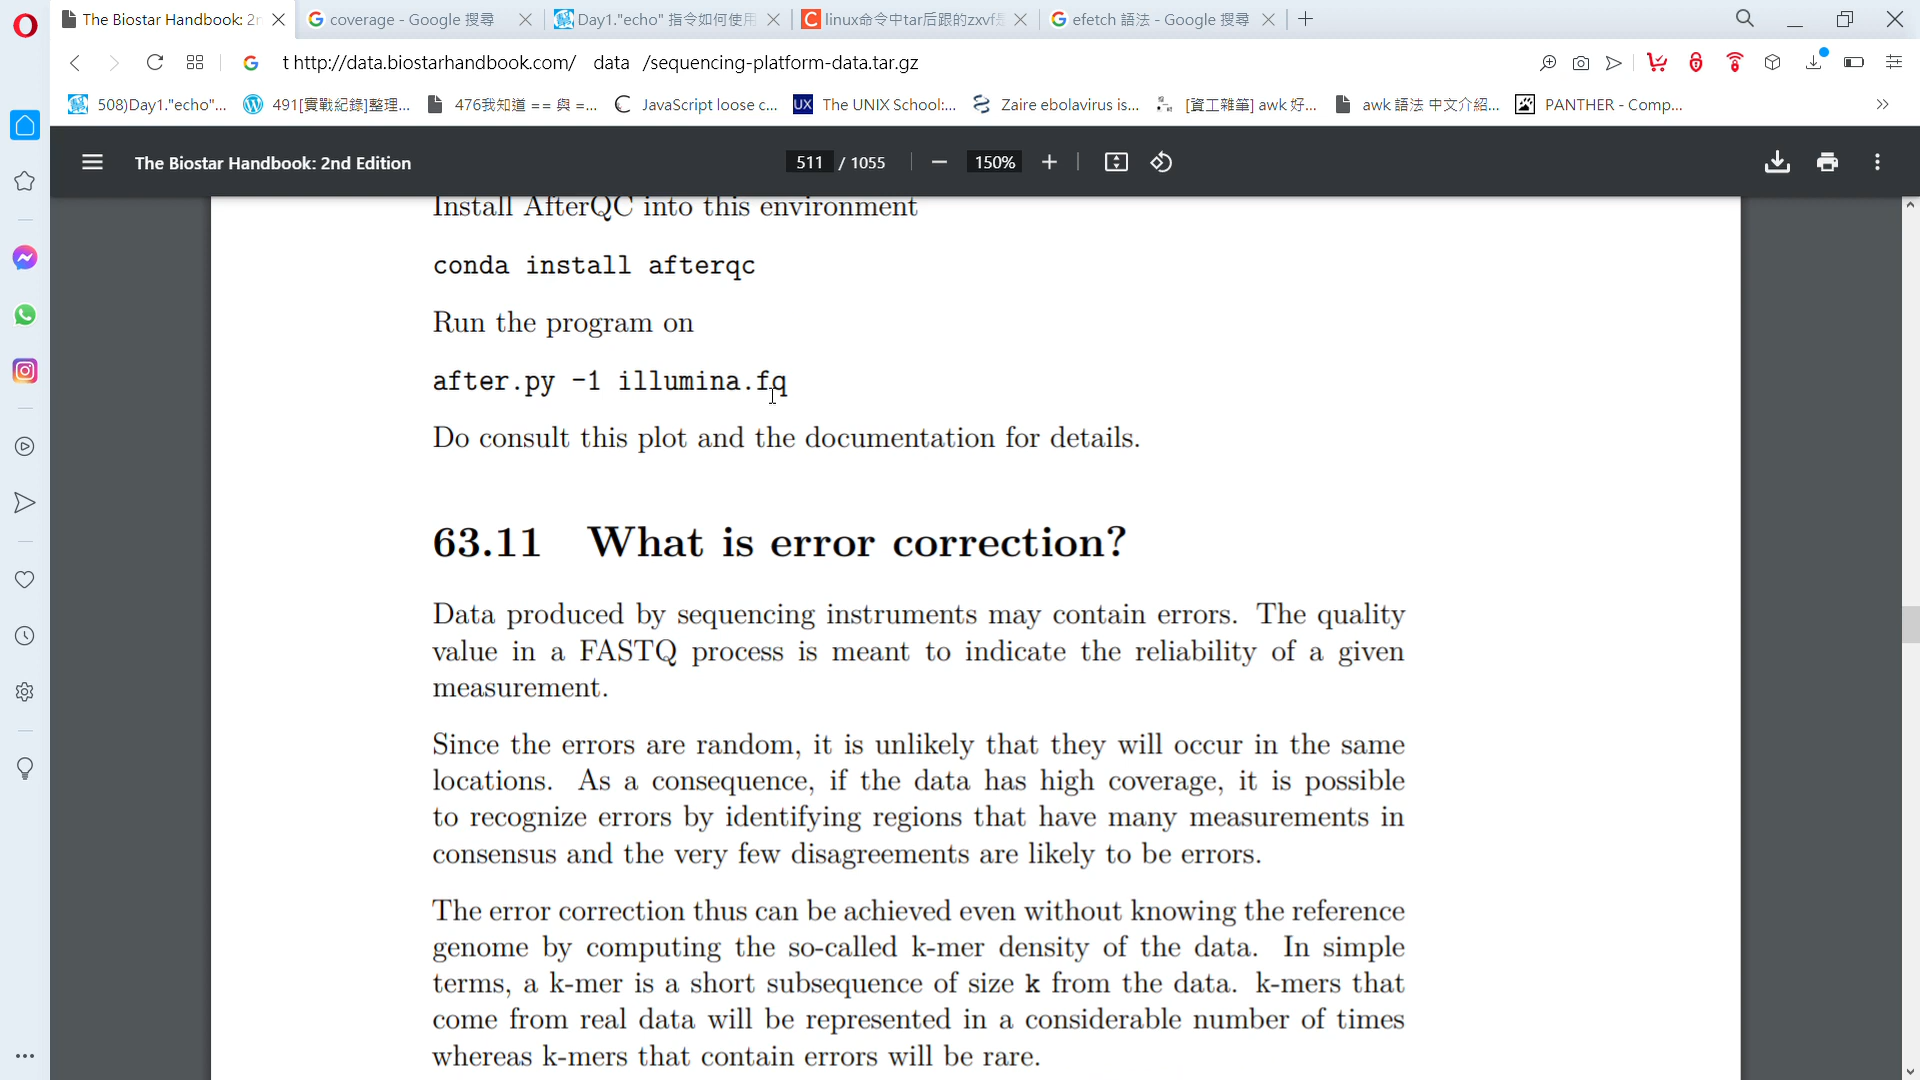 The Biostar Handbook: 2n
coverage - Google 搜尋
Day1."echo" 指令如何使用
linux命令中tar后跟的zxvf是
efetch 語法 - Google 搜尋
t http://data.biostarhandbook.com/ data /sequencing-platform-data.tar.gz
508)Day1."echo"...
491[實戰紀錄]整理...
476我知道 == 與 =...
JavaScript loose c...
UX The UNIX School:...
Zaire ebolavirus is...
[資工雜筆] awk 好...
awk 語法 中文介紹...
PANTHER - Comp...
The Biostar Handbook: 2nd Edition
511 / 1055
150%
Install AfterQC into this environment
conda install afterqc
Run the program on
after.py -1 illumina.fq
Do consult this plot and the documentation for details.
63.11 What is error correction?
Data produced by sequencing instruments may contain errors. The quality
value in a FASTQ process is meant to indicate the reliability of a given
measurement.
Since the errors are random, it is unlikely that they will occur in the same
locations. As a consequence, if the data has high coverage, it is possible
to recognize errors by identifying regions that have many measurements in
consensus and the very few disagreements are likely to be errors.
The error correction thus can be achieved even without knowing the reference
genome by computing the so-called k-mer density of the data. In simple
terms, a k-mer is a short subsequence of size k from the data. k-mers that
come from real data will be represented in a considerable number of times
whereas k-mers that contain errors will be rare.